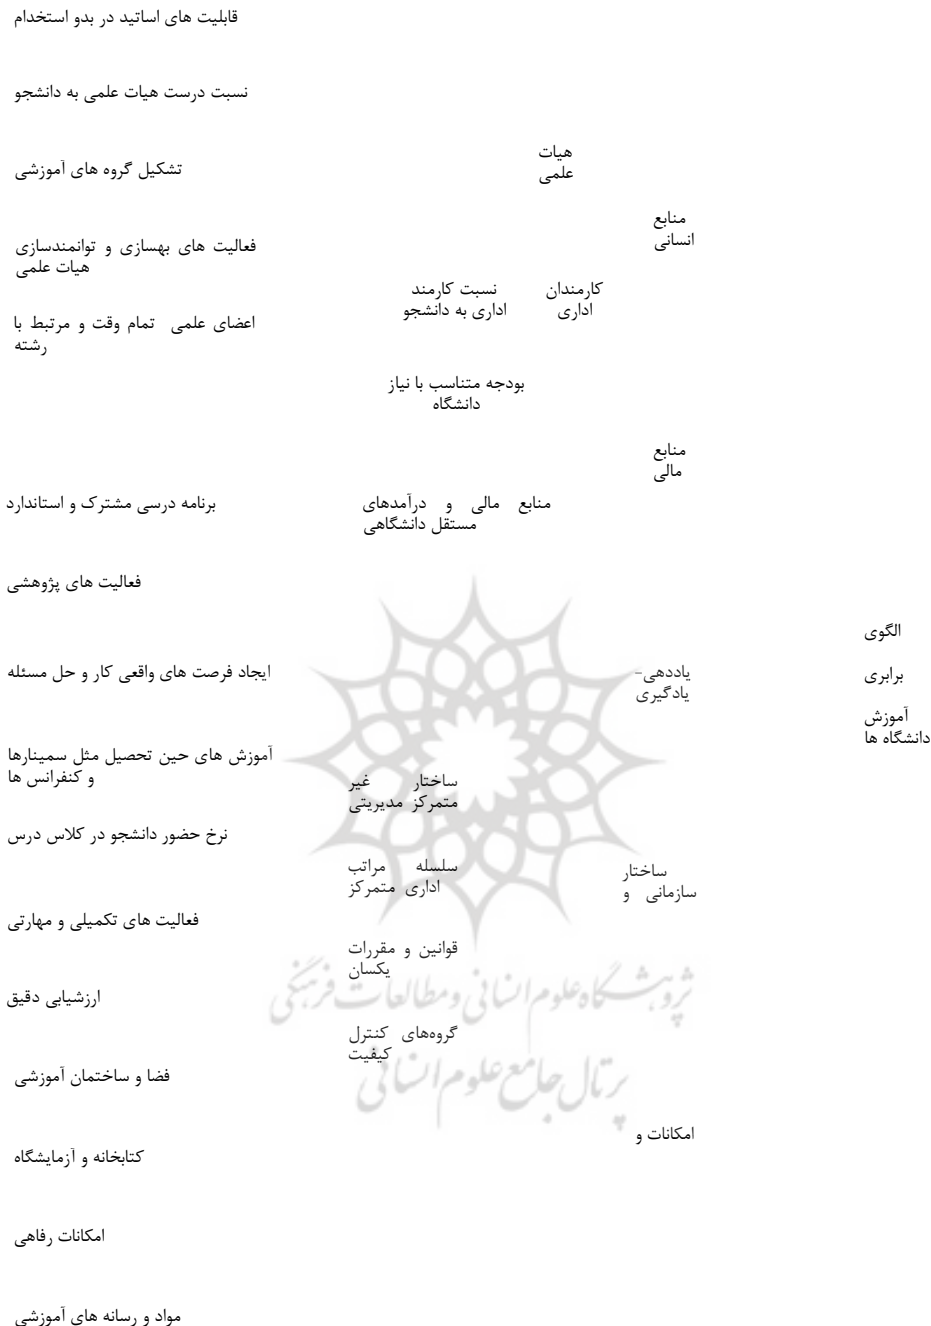 قابلیت های اساتید در بدو استخدام
نسبت درست هیات علمی به دانشجو
هیات
علمی
تشکیل گروه های آموزشی
منابع
انسانی
فعالیت های بهسازی و توانمندسازی
هیات علمی
کارمندان
اداری
نسبت کارمند
اداری به دانشجو
اعضای علمی تمام وقت و مرتبط با
رشته
بودجه متناسب با نیاز
دانشگاه
منابع
مالی
منابع مالی و درآمدهای
مستقل دانشگاهی
برنامه درسی مشترک و استاندارد
فعالیت های پژوهشی
الگوی
برابری
آموزش
دانشگاه ها
یاددهی-
یادگیری
ایجاد فرصت های واقعی کار و حل مسئله
آموزش های حین تحصیل مثل سمینارها
و کنفرانس ها
ساختار غیر
متمرکز مدیریتی
نرخ حضور دانشجو در کلاس درس
ساختار
سازمانی و
سلسله مراتب
اداری متمرکز
فعالیت های تکمیلی و مهارتی
قوانین و مقررات
یکسان
پژوهشگاه علوم انسانی و مطالعات فرهنگی
ارزشیابی دقیق
گروه‌های کنترل
کیفیت
پرتال جامع علوم انسانی
فضا و ساختمان آموزشی
امکانات و
کتابخانه و آزمایشگاه
امکانات رفاهی
مواد و رسانه های آموزشی